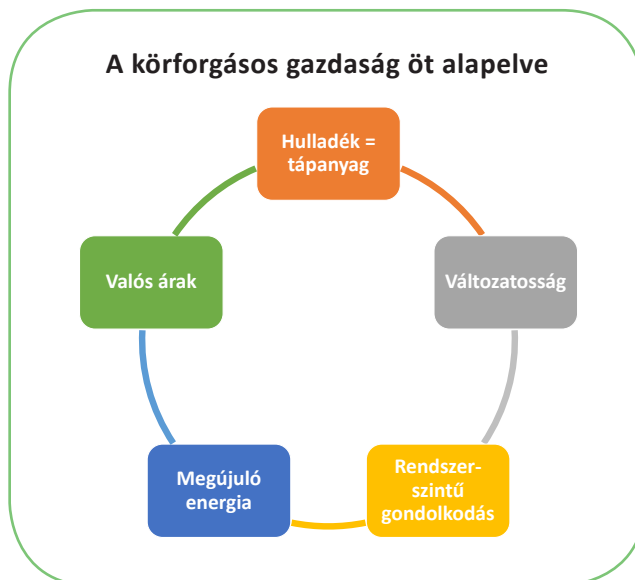 A körforgásos gazdaság öt alapelve
Hulladék =
tápanyag
Változatosság
Rendszer-
szintű
gondolkodás
Megújuló
energia
Valós árak